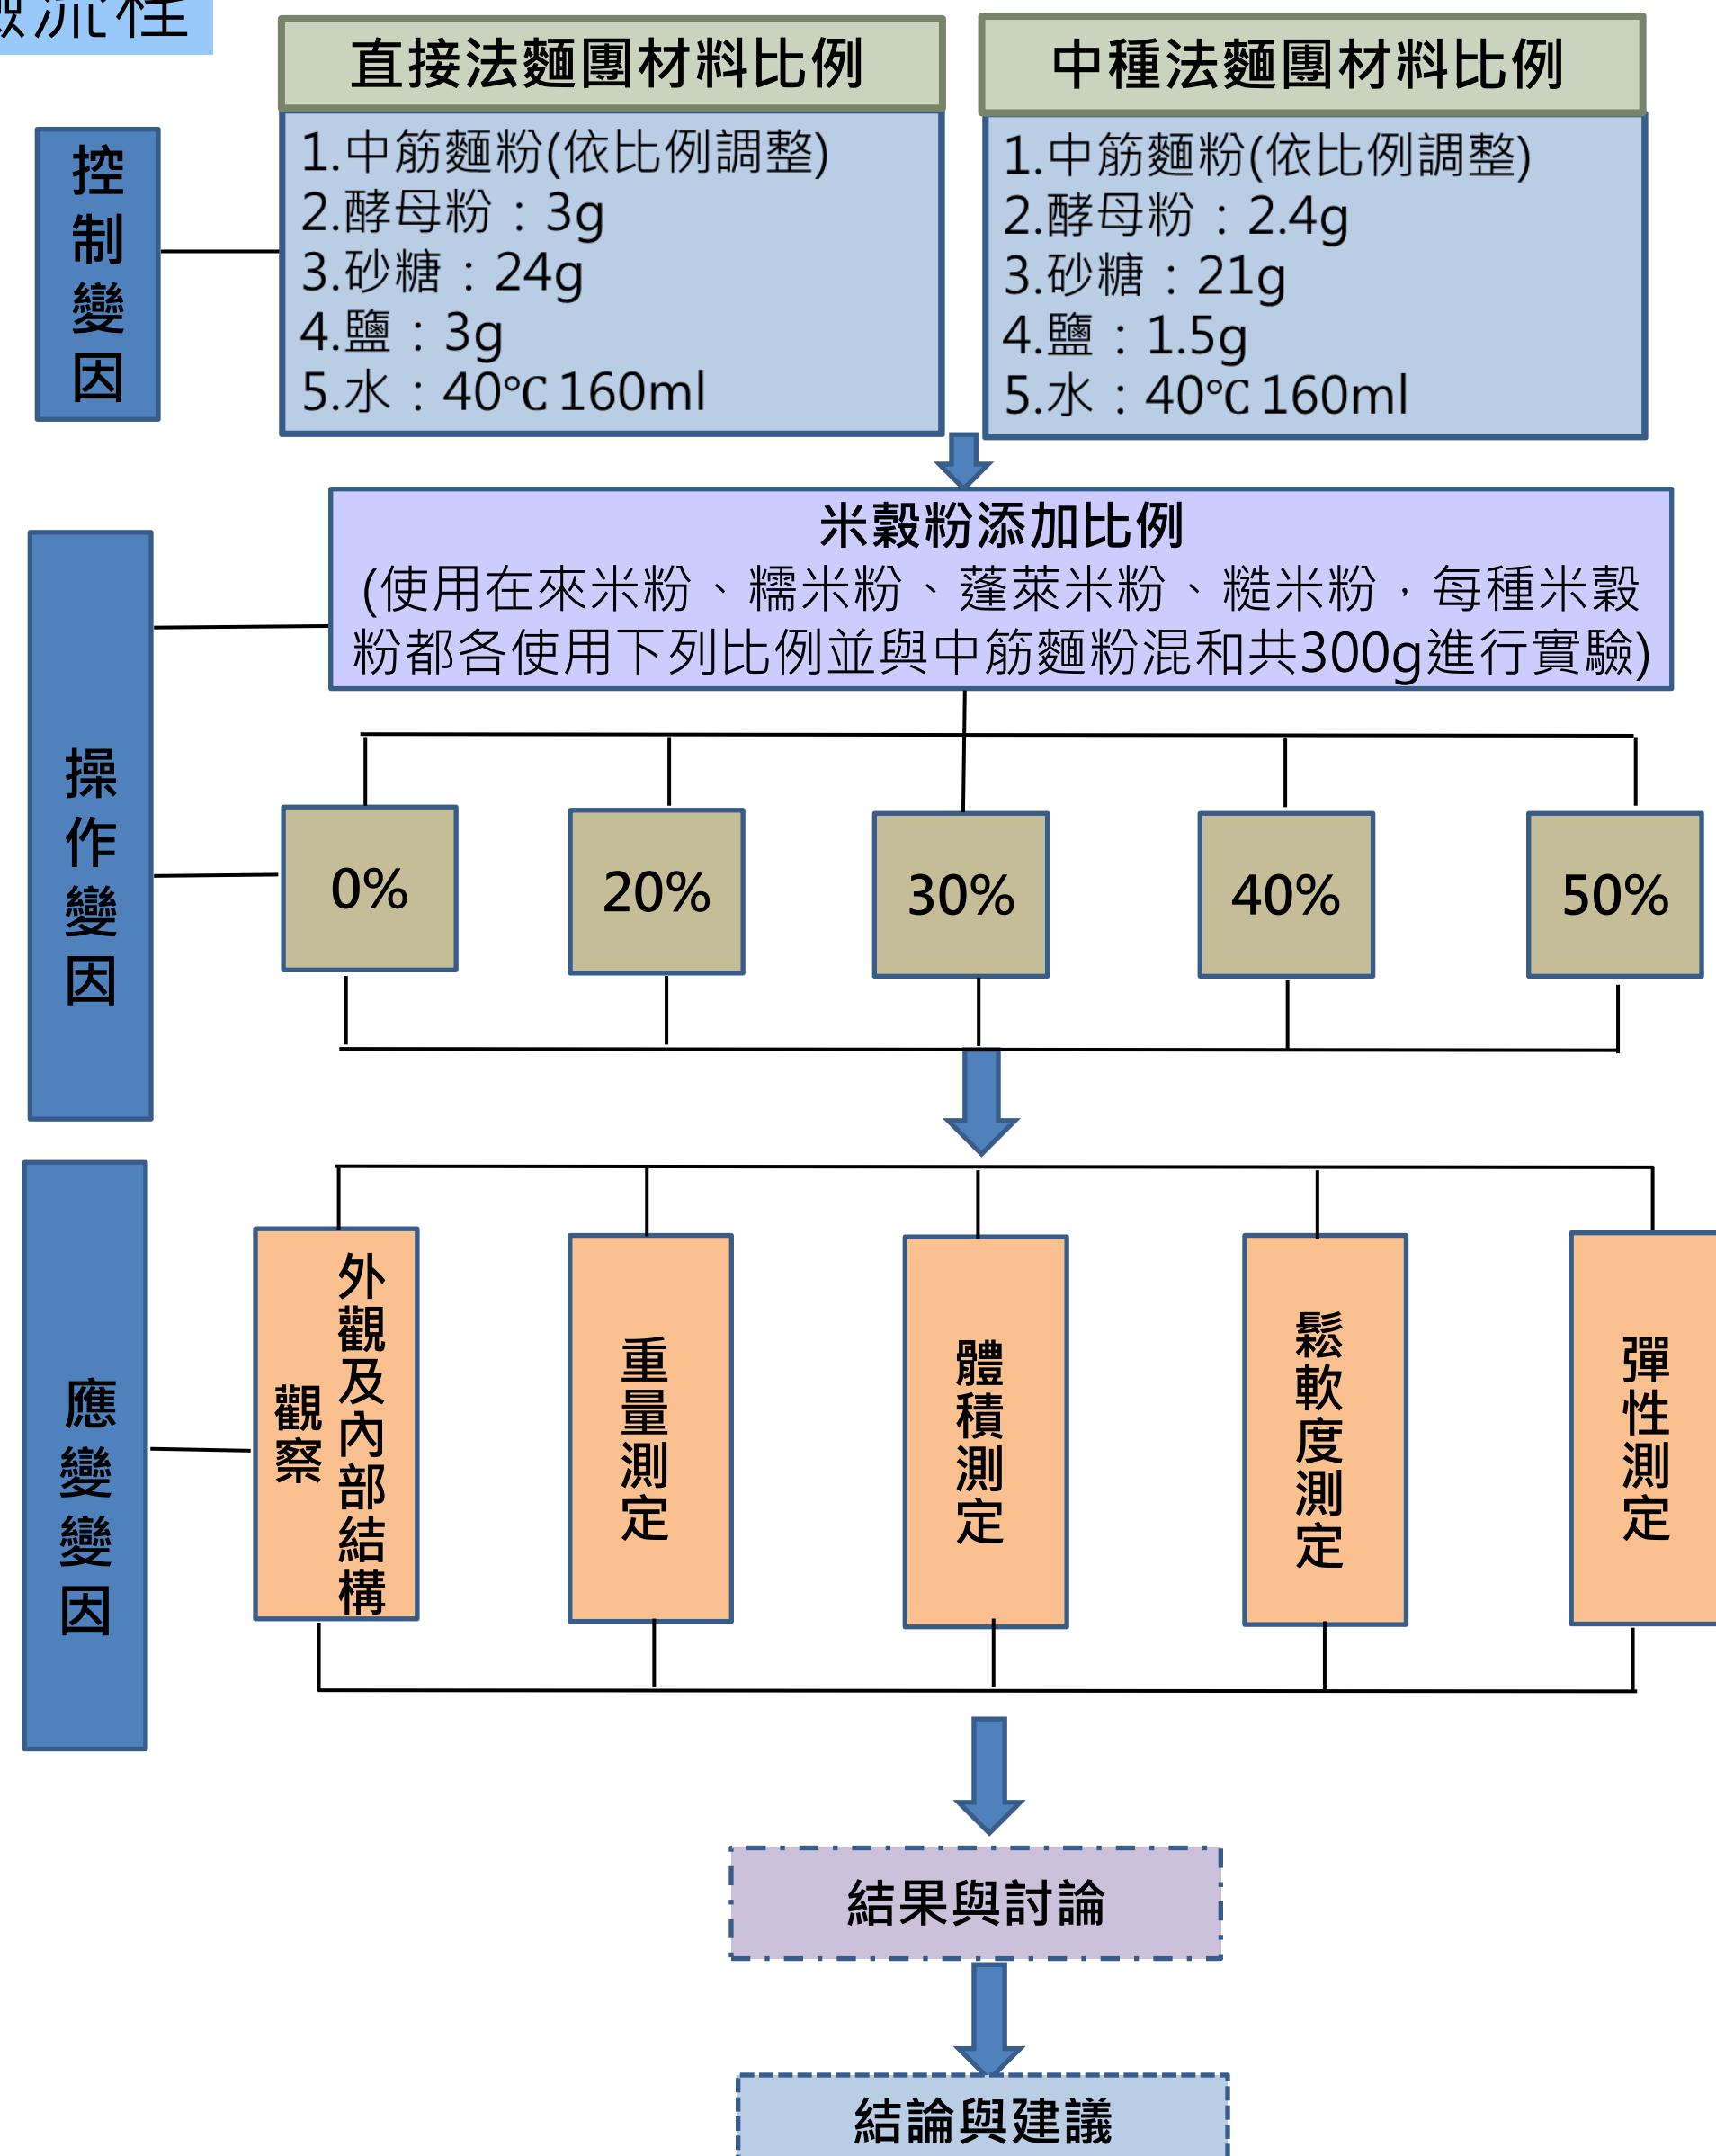 流程
直接法麵團材料比例
中種法麵團材料比例
控制變因
1.中筋麵粉(依比例調整)
2.酵母粉：3g
3.砂糖：24g
4.鹽：3g
5.水：40℃ 160ml
1.中筋麵粉(依比例調整)
2.酵母粉：2.4g
3.砂糖：21g
4.鹽：1.5g
5.水：40℃ 160ml
操作變因
米穀粉添加比例
(使用在來米粉、糯米粉、蓬萊米粉、糙米粉，每種米穀
粉都各使用下列比例並與中筋麵粉混和共300g進行實驗)
0%
20%
30%
40%
50%
應變變因
外觀及內部結構
觀察
重量測定
體積測定
鬆軟度測定
彈性測定
結果與討論
結論與建議